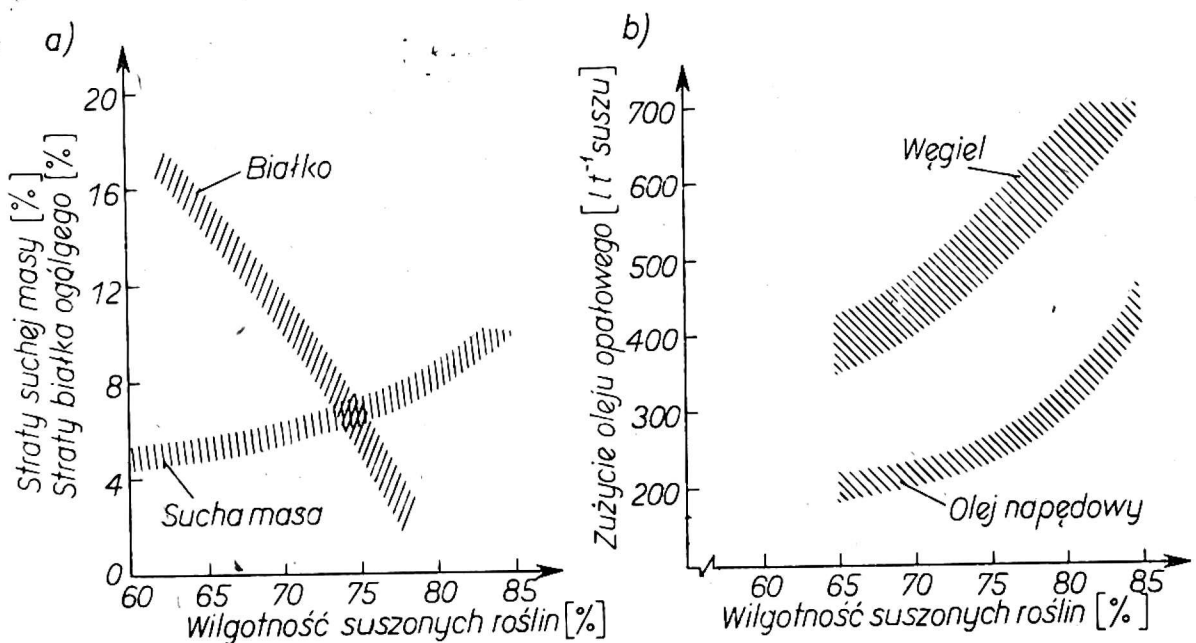 a)
Straty suchej masy [%]
Straty białka ogólgego [%]
20
16
12
8
4
0
Białko
Sucha masa
60 65 70 75 80 85
Wilgotność suszonych roślin [%]
b)
Zużycie oleju opałowego [l t⁻¹ suszu]
700
600
500
400
300
200
Węgiel
Olej napędowy
60 65 70 75 80 85
Wilgotność suszonych roślin [%]